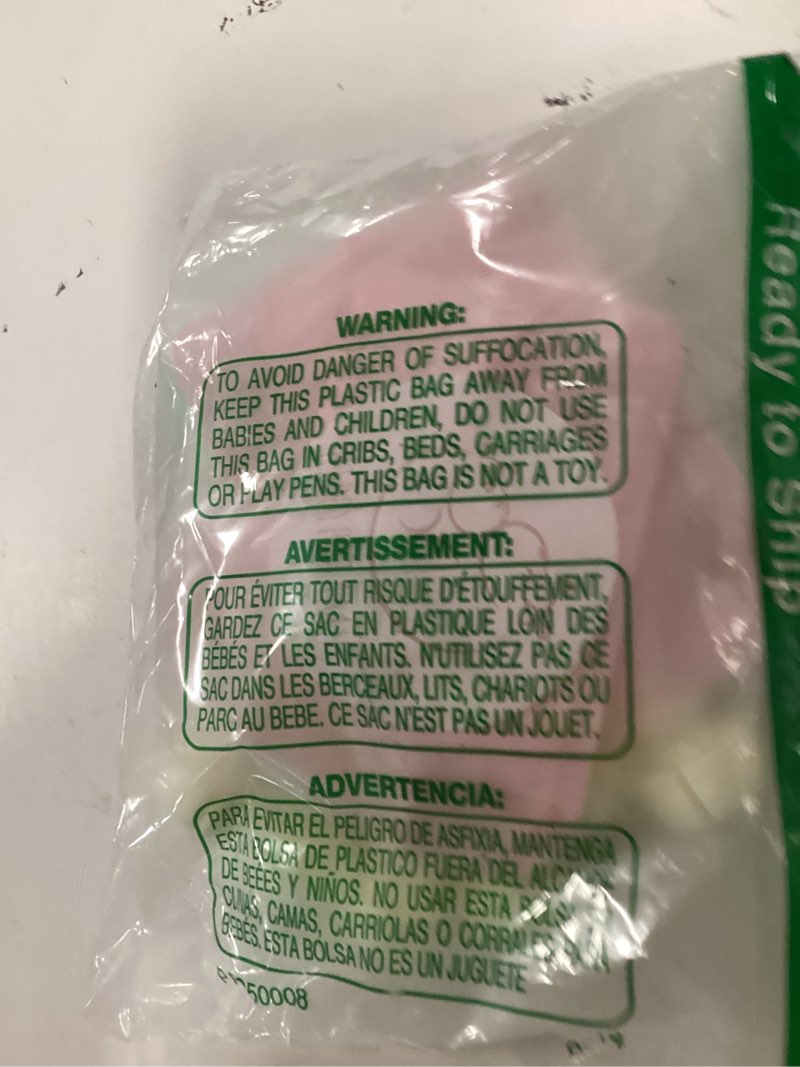 WARNING:
TO AVOID DANGER OF SUFFOCATION,
KEEP THIS PLASTIC BAG AWAY FROM
BABIES AND CHILDREN, DO NOT USE
THIS BAG IN CRIBS, BEDS, CARRIAGES
OR PLAY PENS. THIS BAG IS NOT A TOY.
AVERTISSEMENT:
POUR ÉVITER TOUT RISQUE D'ÉTOUFFEMENT,
GARDEZ CE SAC EN PLASTIQUE LOIN DES
BÉBÉS ET LES ENFANTS. N'UTILISEZ PAS CE
SAC DANS LES BERCEAUX, LITS, CHARIOTS OU
PARC AU BEBE. CE SAC N'EST PAS UN JOUET.
ADVERTENCIA:
PARA EVITAR EL PELIGRO DE ASFIXIA, MANTENGA
ESTA BOLSA DE PLASTICO FUERA DEL
DE BEBES Y NIÑOS. NO USAR ESTA BOLSA
CUNAS, CAMAS, CARRIOLAS O CORRALES
BEBÉS. ESTA BOLSA NO ES UN JUGUETE
Ready to Ship